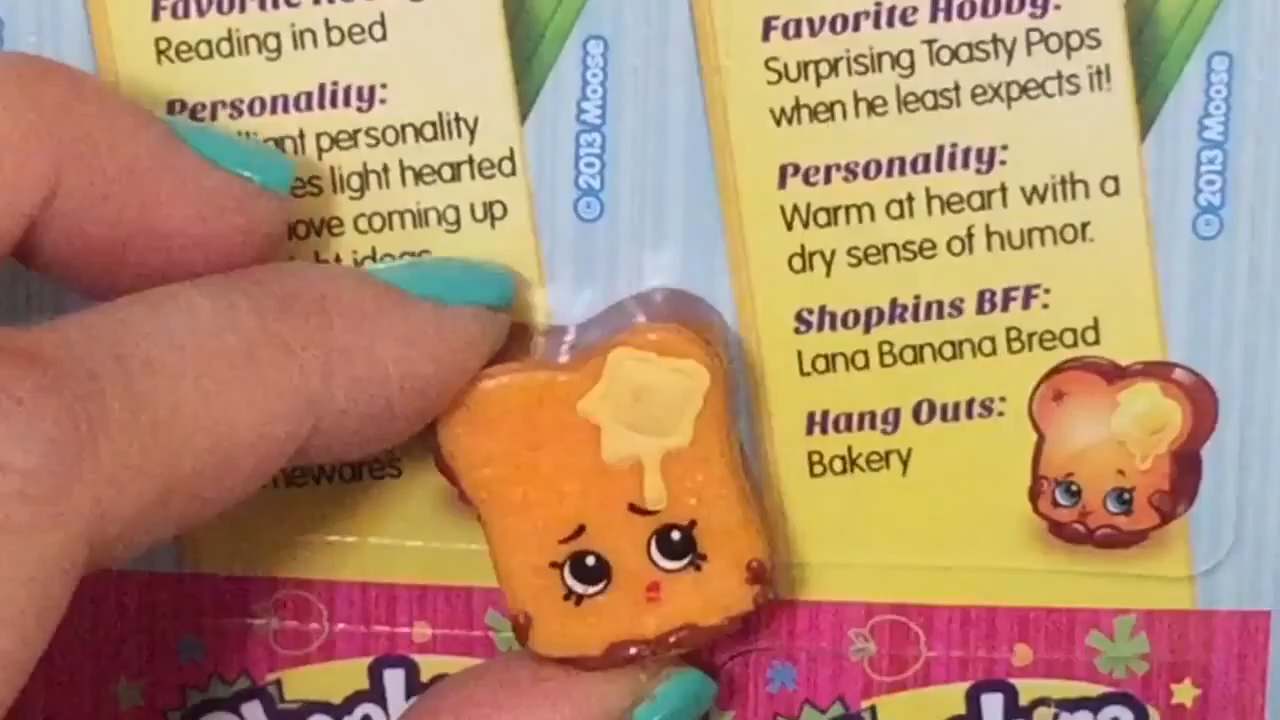 Favorite
Reading in bed
Personality:
personality
light hearted
coming up
© 2013 Moose
Favorite Hobby:
Surprising Toasty Pops
when he least expects it!
Personality:
Warm at heart with a
dry sense of humor.
Shopkins BFF:
Lana Banana Bread
Hang Outs:
Bakery
© 2013 Moose